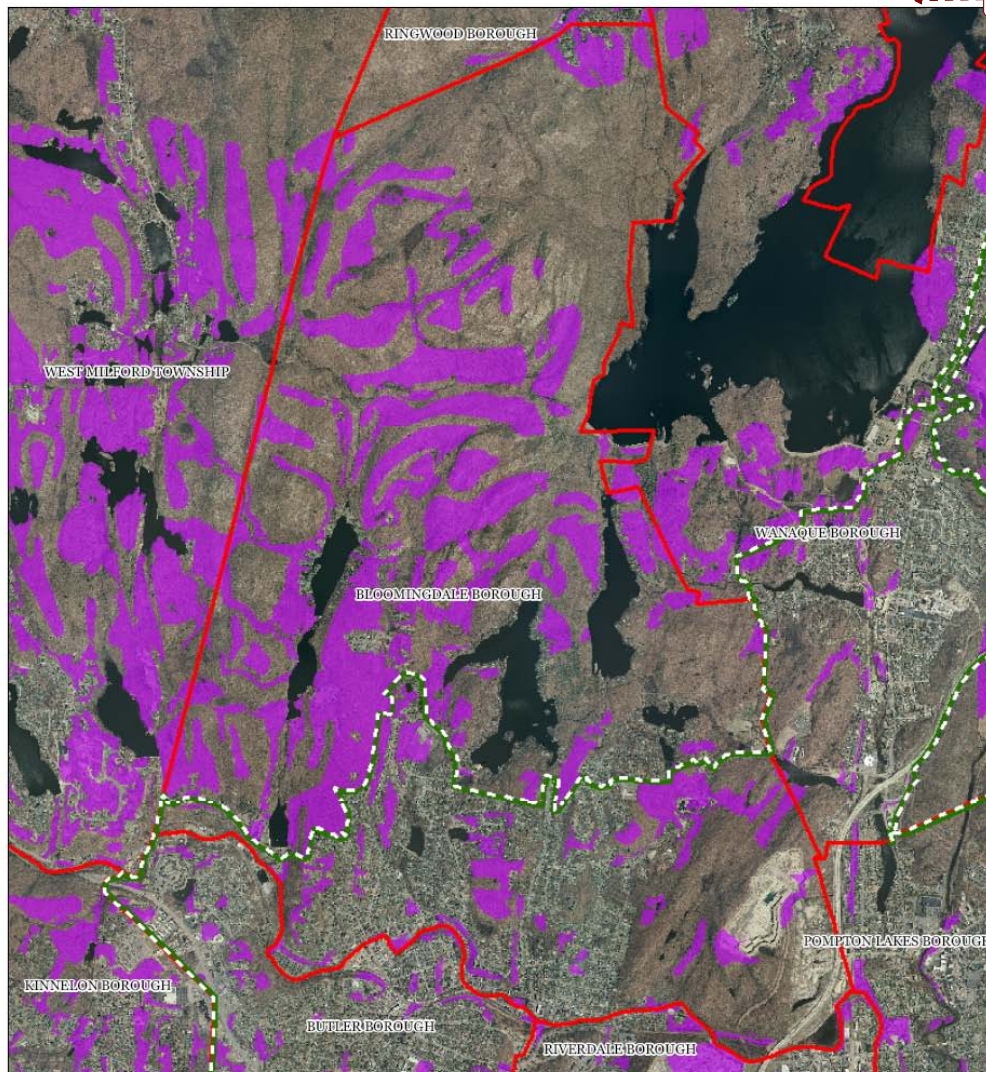 RINGWOOD BOROUGH
WEST MILFORD TOWNSHIP
WANAQUE BOROUGH
BLOOMINGDALE BOROUGH
POMPTON LAKES BOROUGH
KINNELON BOROUGH
BUTLER BOROUGH
RIVERDALE BOROUGH